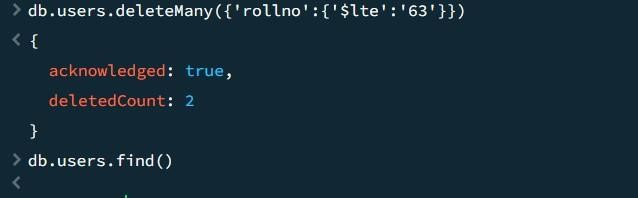 > db.users.deleteMany({'rollno':{'$lte':'63'}})
< {
acknowledged: true,
deletedCount: 2
}
> db.users.find()
<